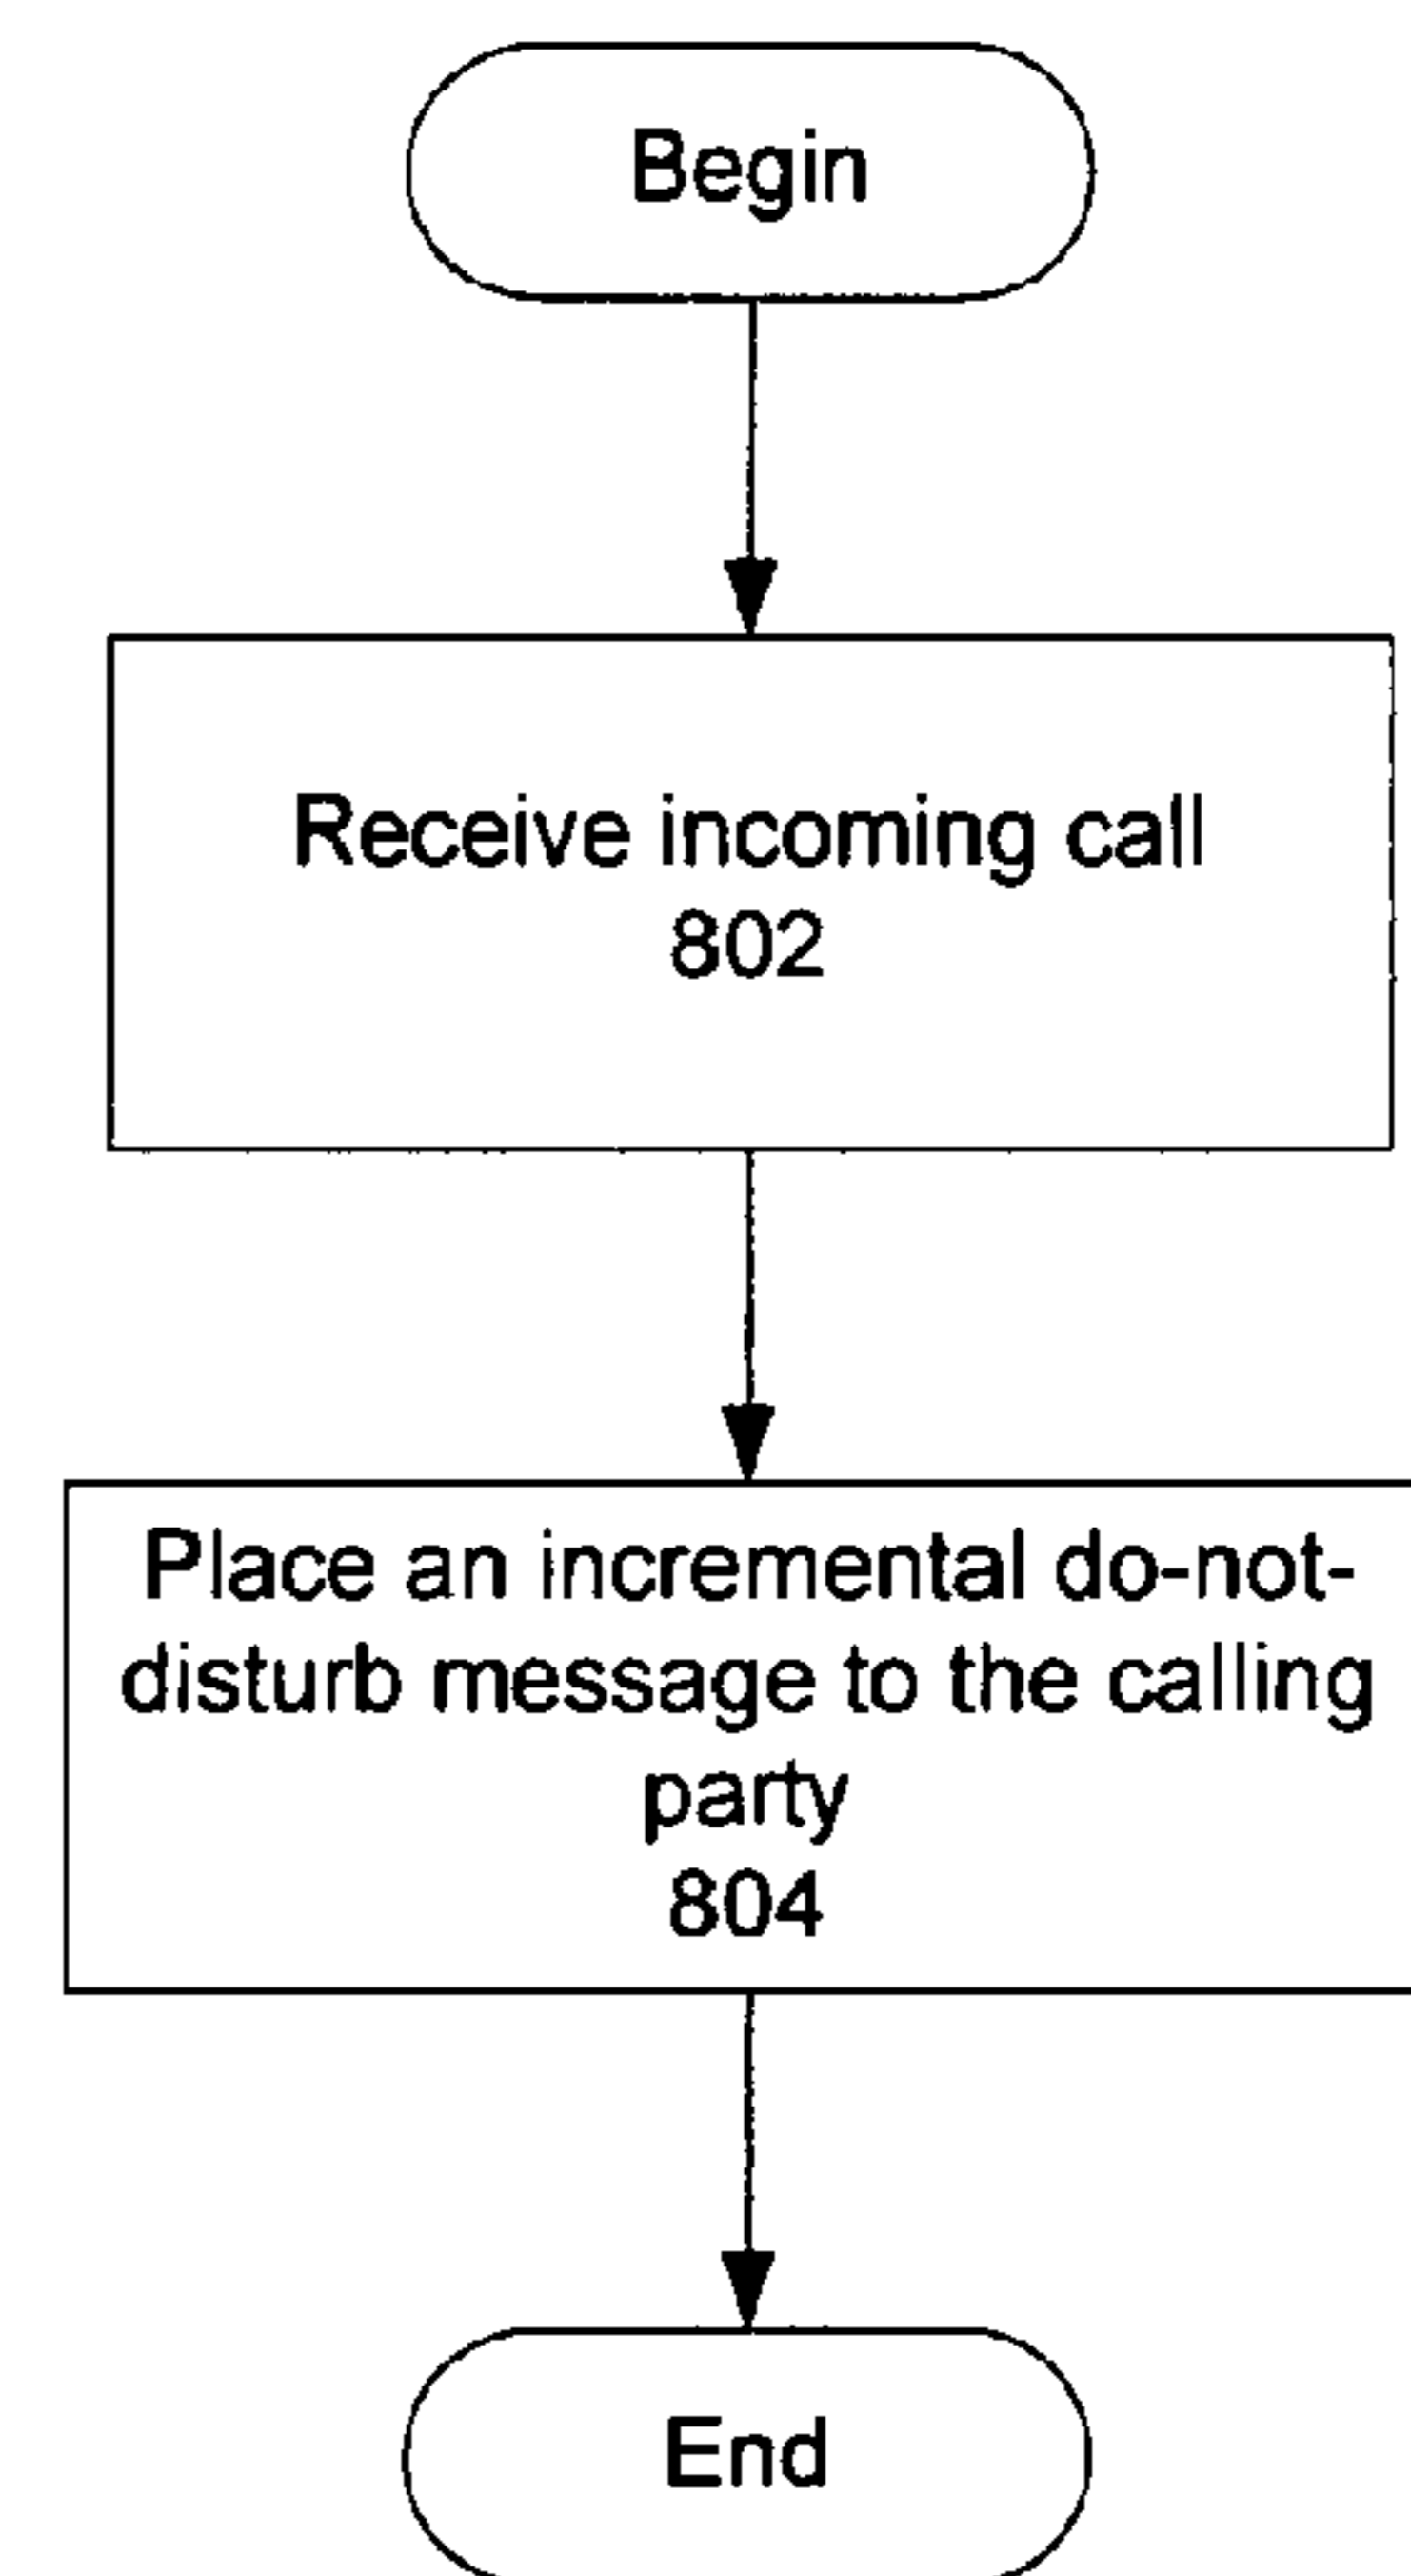 Begin
Receive incoming call
802
Place an incremental do-not-
disturb message to the calling
party
804
End